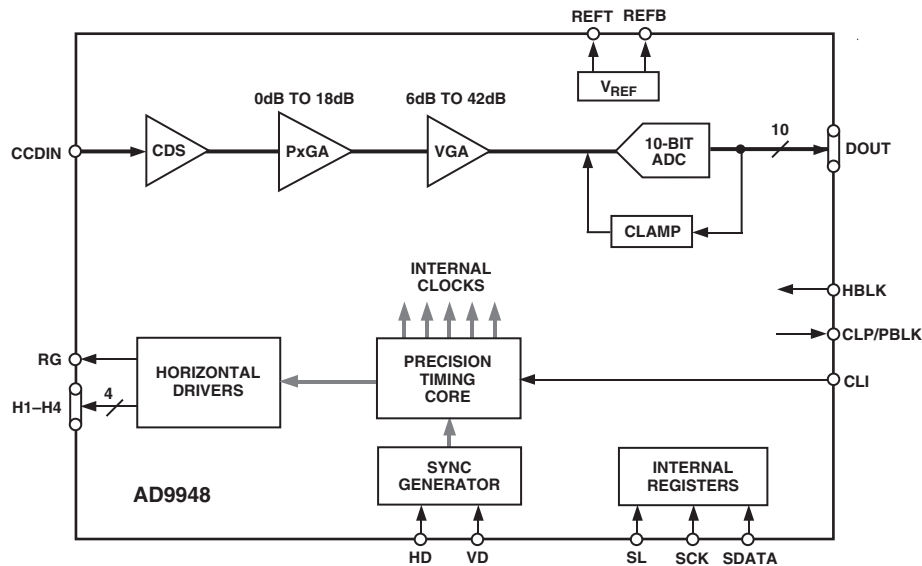 REFT REFB
V_REF
0dB TO 18dB
6dB TO 42dB
CCDIN
CDS
PxGA
VGA
10-BIT
ADC
10
DOUT
CLAMP
INTERNAL
CLOCKS
HBLK
CLP/PBLK
CLI
RG
H1–H4
4
HORIZONTAL
DRIVERS
PRECISION
TIMING
CORE
SYNC
GENERATOR
INTERNAL
REGISTERS
AD9948
HD VD
SL SCK SDATA